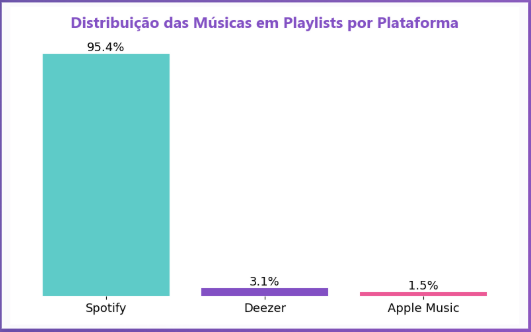 Distribuição das Músicas em Playlists por Plataforma
95.4%
3.1%
1.5%
Spotify
Deezer
Apple Music